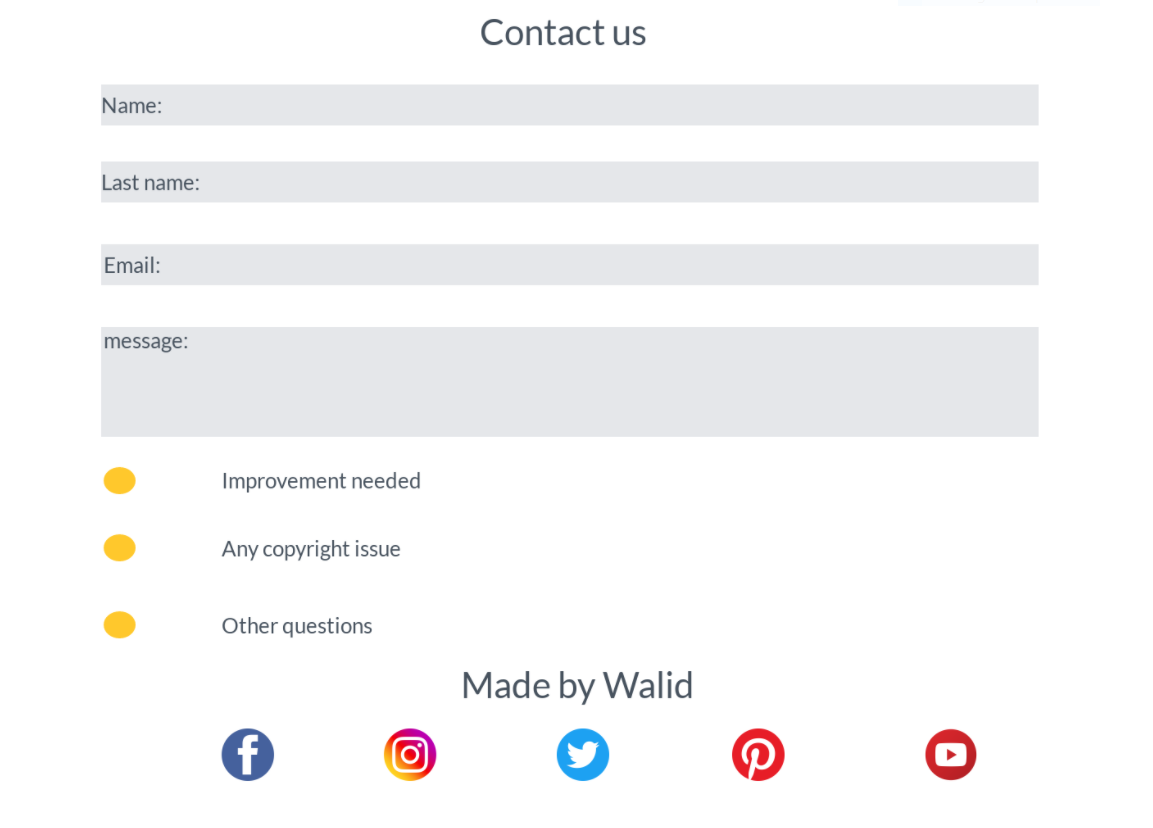 Contact us
Name:
Last name:
Email:
message:
Improvement needed
Any copyright issue
Other questions
Made by Walid